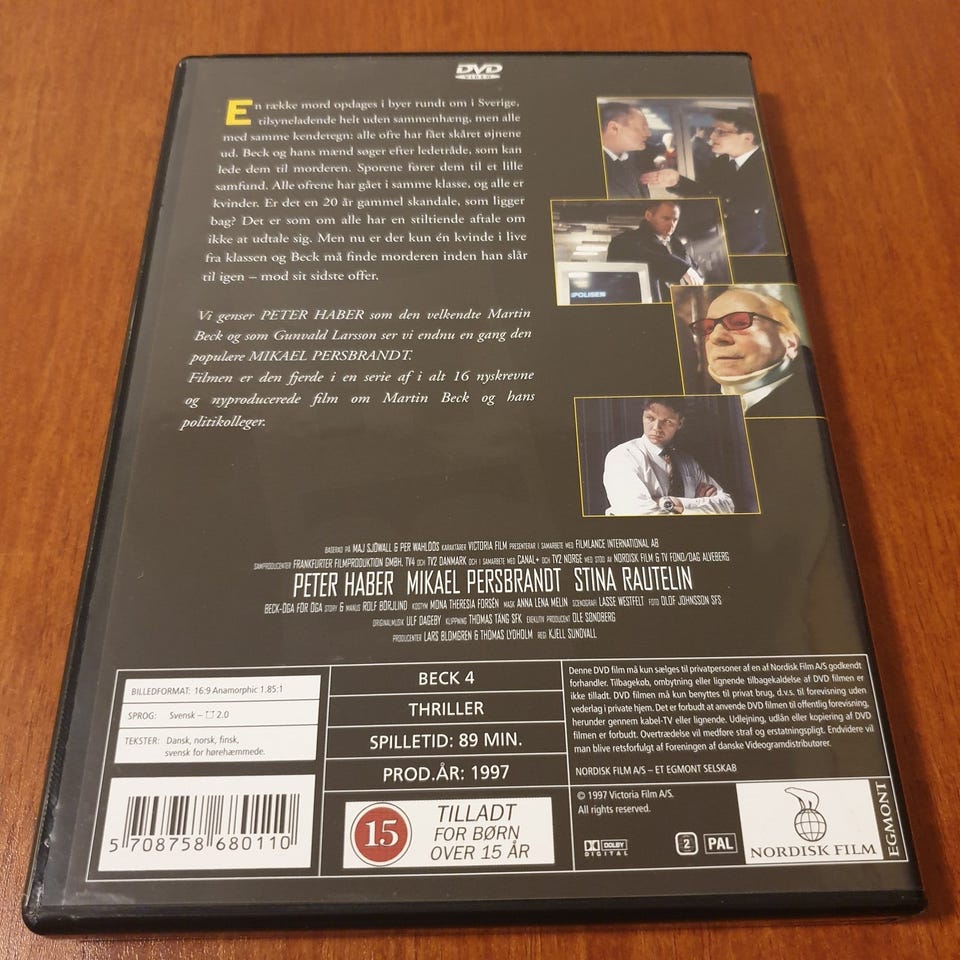 DVD
VIDEO
En række mord opdages i byer rundt om i Sverige,
tilsyneladende helt uden sammenhæng, men alle
med samme kendetegn: alle ofre har fået skåret øjnene
ud. Beck og hans mænd søger efter ledetråde, som kan
lede dem til morderen. Sporene fører dem til et lille
samfund. Alle ofrene har gået i samme klasse, og alle er
kvinder. Er det en 20 år gammel skandale, som ligger
bag? Det er som om alle har en stiltiende aftale om
ikke at udtale sig. Men nu er der kun én kvinde i live
fra klassen og Beck må finde morderen inden han slår
til igen – mod sit sidste offer.
Vi genser PETER HABER som den velkendte Martin
Beck og som Gunvald Larsson ser vi endnu en gang den
populære MIKAEL PERSBRANDT.
Filmen er den fjerde i en serie af i alt 16 nyskrevne
og nyproducerede film om Martin Beck og hans
politikolleger.
POLISEN
BASERAD PÅ MAJ SJÖWALL & PER WAHLÖÖS KARAKTÄRER VICTORIA FILM PRESENTERAR I SAMARBETE MED FILMLANCE INTERNATIONAL AB
SAMPRODUCENTER FRANKFURTER FILMPRODUKTION GMBH, TV4 OCH TV2 DANMARK OCH I SAMARBETE MED CANAL+ OCH TV2 NORGE MED STÖD AV NORDISK FILM & TV FOND/DAG ALVEBERG
PETER HABER MIKAEL PERSBRANDT STINA RAUTELIN
BECK-ÖGA FÖR ÖGA STORY & MANUS ROLF BÖRJLIND KOSTYM MONA THERESIA FORSÉN MASK ANNA LENA MELIN SCENOGRAFI LASSE WESTFELT FOTO OLOF JOHNSSON SFS
ORIGINALMUSIK ULF DAGEBY KLIPPNING THOMAS TÄNG SFK EXEKUTIV PRODUCENT OLE SØNDBERG
PRODUCENTER LARS BLOMGREN & THOMAS LYDHOLM REGI KJELL SUNDVALL
BILLEDFORMAT: 16:9 Anamorphic 1.85:1
SPROG: Svensk – 2.0
TEKSTER: Dansk, norsk, finsk,
svensk for hørehæmmede.
BECK 4
THRILLER
SPILLETID: 89 MIN.
PROD.ÅR: 1997
Denne DVD film må kun sælges til privatpersoner af en af Nordisk Film A/S godkendt
forhandler. Tilbagekøb, ombytning eller lignende tilbagekaldelse af DVD filmen er
ikke tilladt. DVD filmen må kun benyttes til privat brug, d.v.s. til forevisning uden
vederlag i private hjem. Det er forbudt at anvende DVD filmen til offentlig forevisning,
herunder gennem kabel-TV eller lignende. Udlejning, udlån eller kopiering af DVD
filmen er forbudt. Overtrædelse vil medføre straf og erstatningspligt. Endvidere vil
man blive retsforfulgt af Foreningen af danske Videogramdistributører.
NORDISK FILM A/S – ET EGMONT SELSKAB
5 708758 680110
15
TILLADT
FOR BØRN
OVER 15 ÅR
© 1997 Victoria Film A/S.
All rights reserved.
DOLBY
DIGITAL
2
PAL
NORDISK FILM
EGMONT